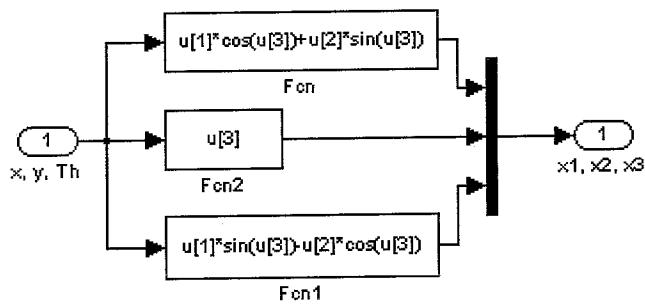 u[1]*cos(u[3])+u[2]*sin(u[3])
Fcn
1
x, y, Th
u[3]
Fcn2
1
x1, x2, x3
u[1]*sin(u[3])-u[2]*cos(u[3])
Fcn1